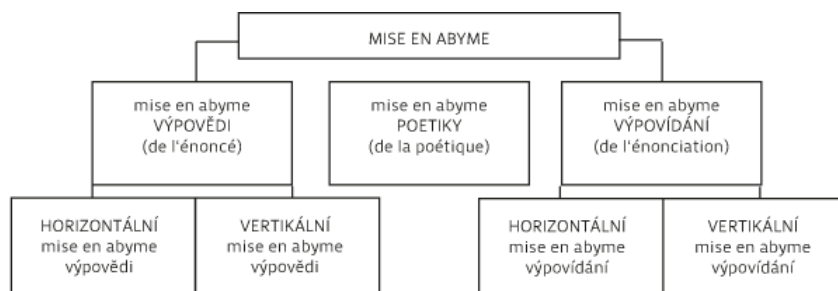 MISE EN ABYME
mise en abyme
VÝPOVĚDI
(de l'énoncé)
mise en abyme
POETIKY
(de la poétique)
mise en abyme
VÝPOVÍDÁNÍ
(de l'énonciation)
HORIZONTÁLNÍ
mise en abyme
výpovědi
VERTIKÁLNÍ
mise en abyme
výpovědi
HORIZONTÁLNÍ
mise en abyme
výpovídání
VERTIKÁLNÍ
mise en abyme
výpovídání